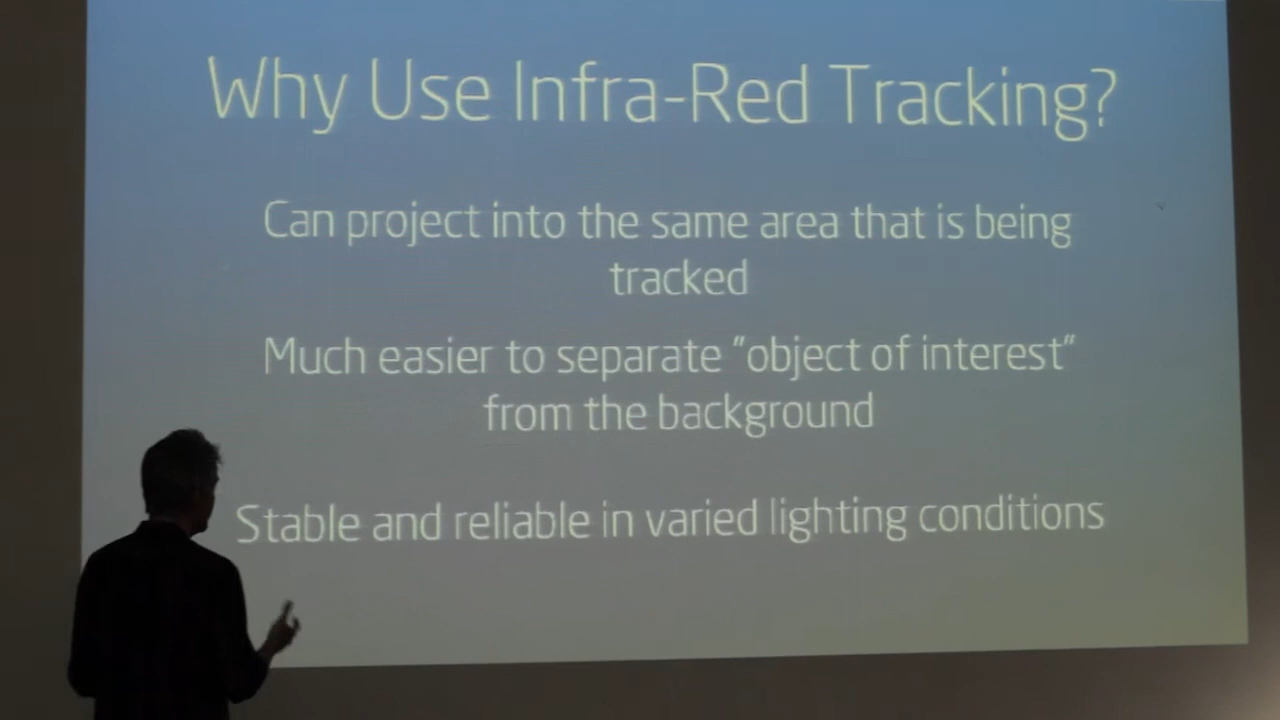 Why Use Infra-Red Tracking?
Can project into the same area that is being
tracked
Much easier to separate "object of interest"
from the background
Stable and reliable in varied lighting conditions